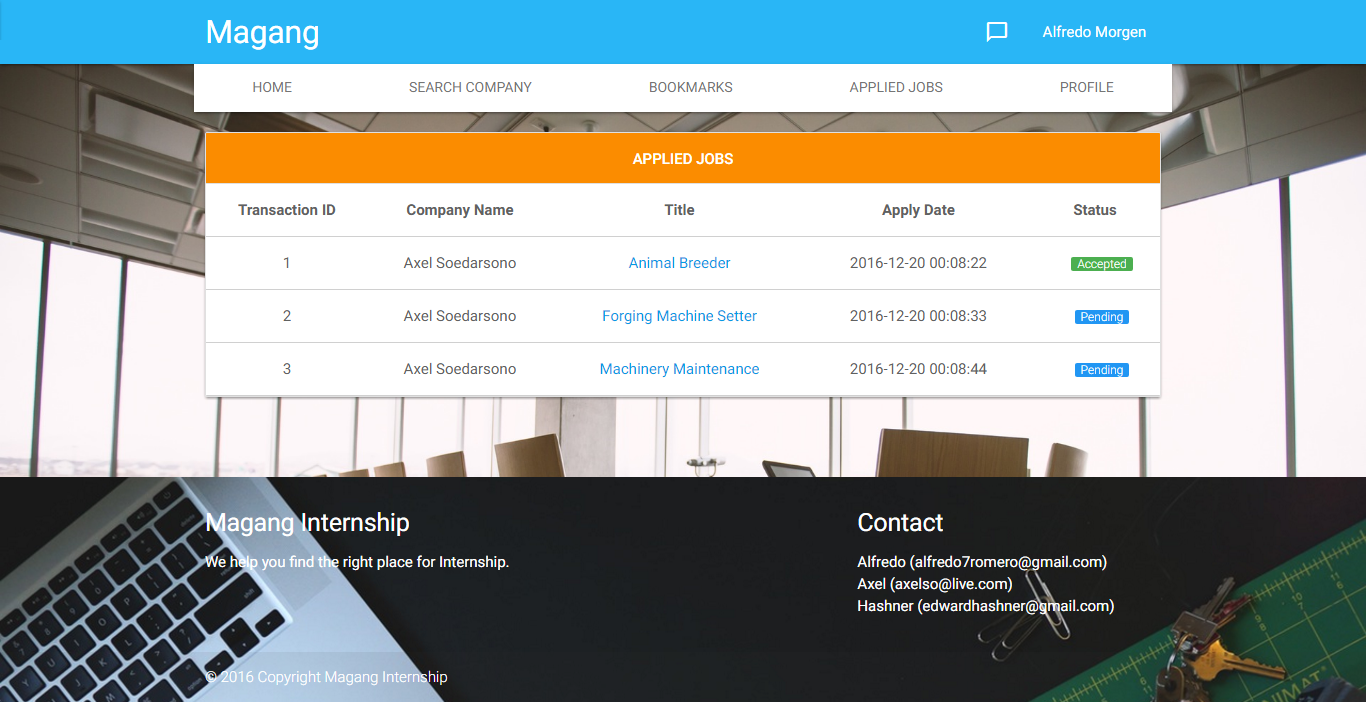 Magang
Alfredo Morgen
HOME SEARCH COMPANY BOOKMARKS APPLIED JOBS PROFILE
APPLIED JOBS
Transaction ID Company Name Title Apply Date Status
1 Axel Soedarsono Animal Breeder 2016-12-20 00:08:22 Accepted
2 Axel Soedarsono Forging Machine Setter 2016-12-20 00:08:33 Pending
3 Axel Soedarsono Machinery Maintenance 2016-12-20 00:08:44 Pending
Magang Internship
We help you find the right place for Internship.
Contact
Alfredo (alfredo7romero@gmail.com)
Axel (axelso@live.com)
Hashner (edwardhashner@gmail.com)
© 2016 Copyright Magang Internship